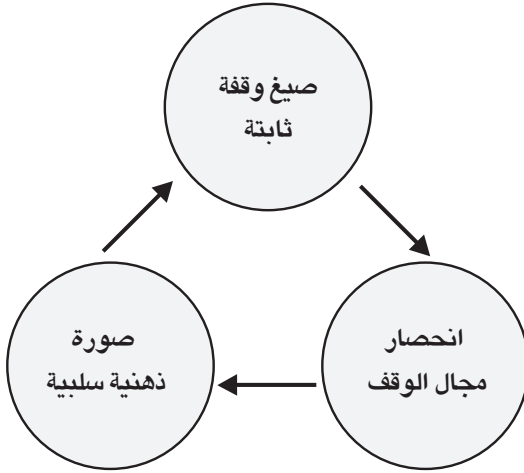 صيغ وقفة
ثابتة
انحصار
مجال الوقف
صورة
ذهنية سلبية